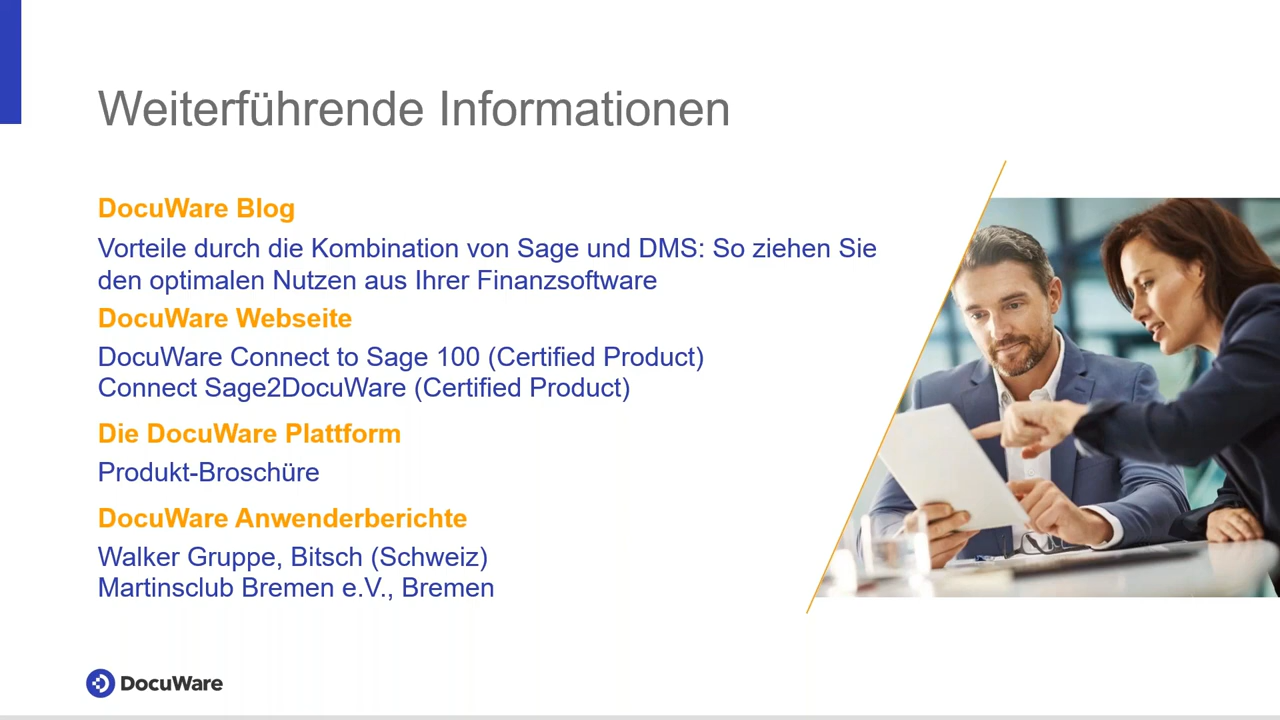 Weiterführende Informationen
DocuWare Blog
Vorteile durch die Kombination von Sage und DMS: So ziehen Sie
den optimalen Nutzen aus Ihrer Finanzsoftware
DocuWare Webseite
DocuWare Connect to Sage 100 (Certified Product)
Connect Sage2DocuWare (Certified Product)
Die DocuWare Plattform
Produkt-Broschüre
DocuWare Anwenderberichte
Walker Gruppe, Bitsch (Schweiz)
Martinsclub Bremen e.V., Bremen
DocuWare